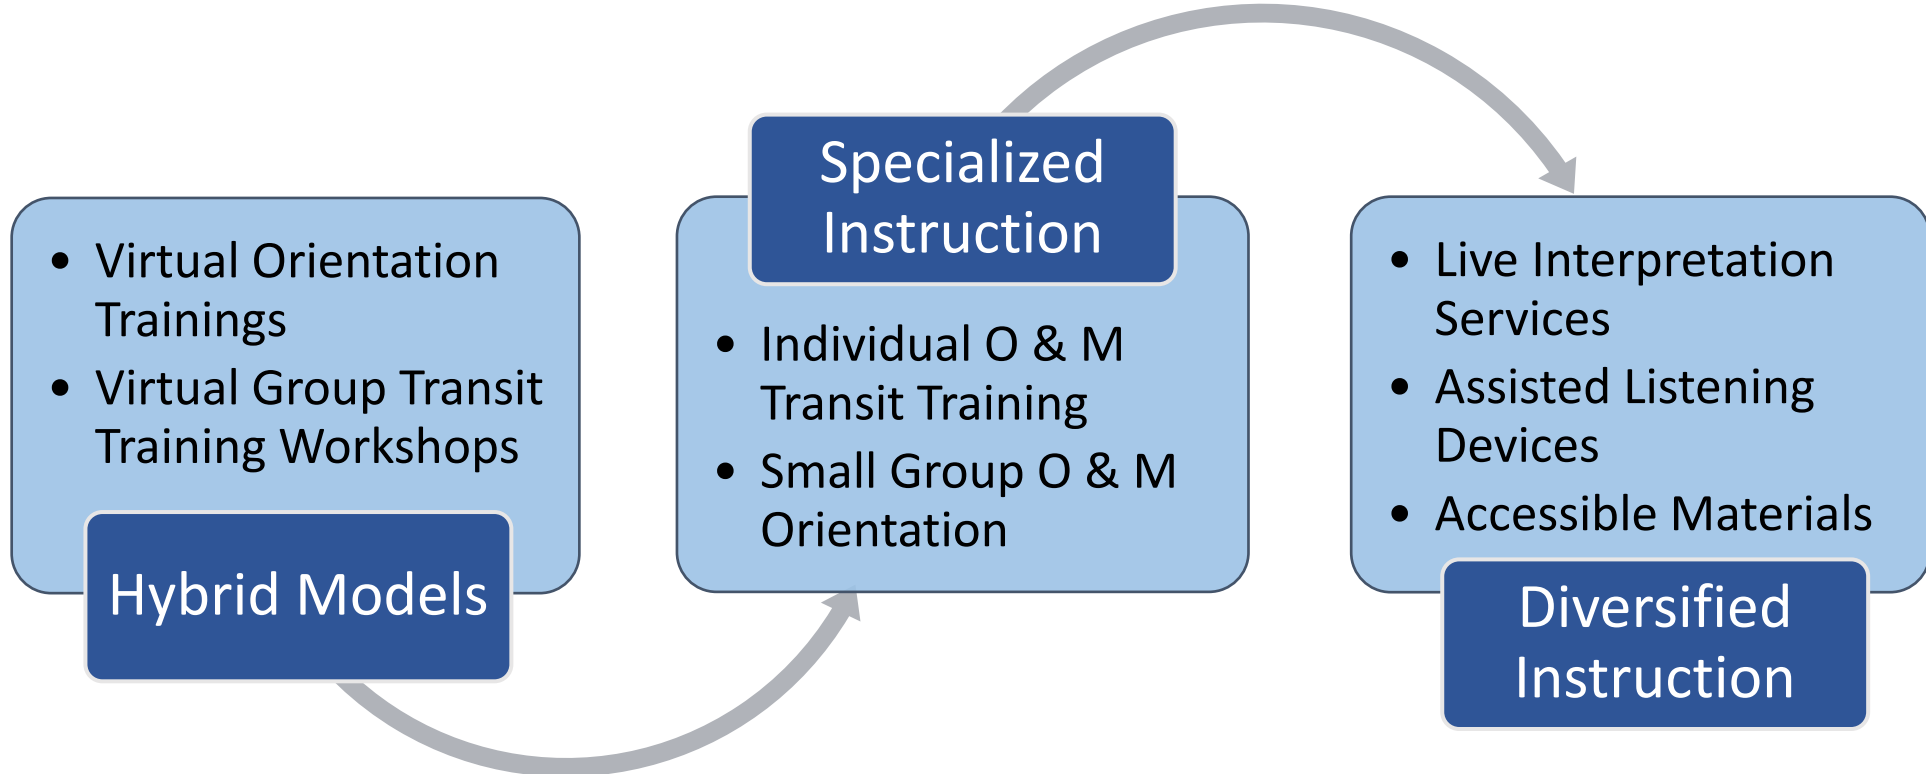 • Virtual Orientation
Trainings
• Virtual Group Transit
Training Workshops
Hybrid Models
Specialized
Instruction
• Individual O & M
Transit Training
• Small Group O & M
Orientation
• Live Interpretation
Services
• Assisted Listening
Devices
• Accessible Materials
Diversified
Instruction